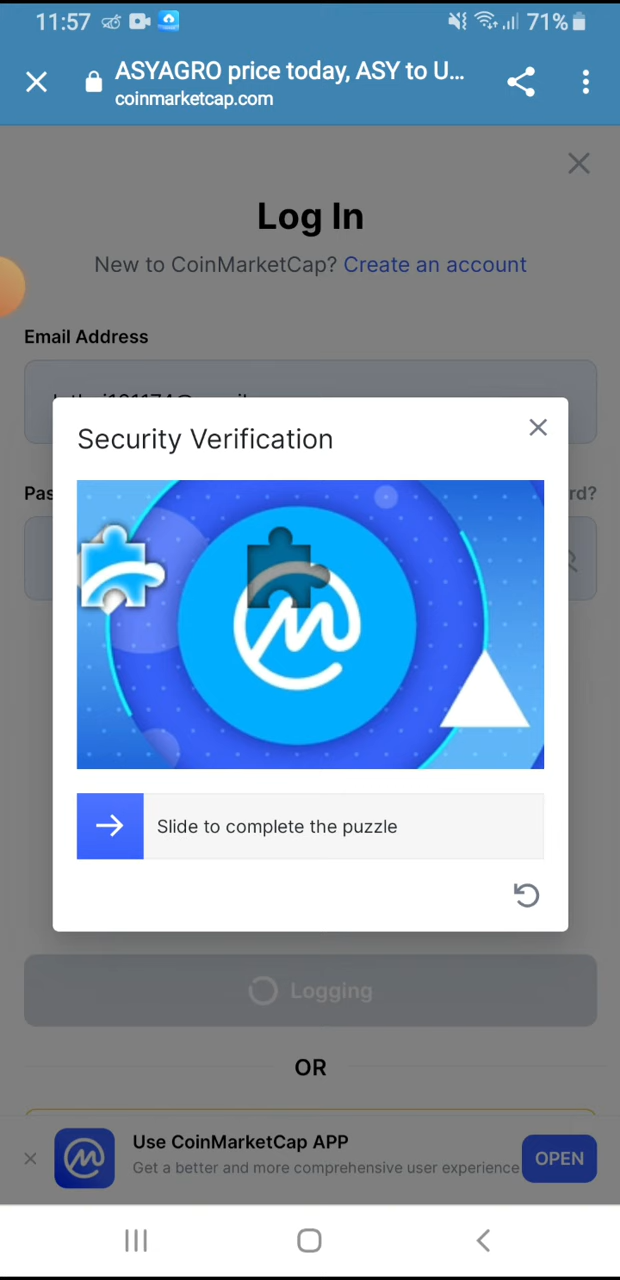 11:57
71%
ASYAGRO price today, ASY to U...
coinmarketcap.com
Log In
New to CoinMarketCap? Create an account
Email Address
Security Verification
Pas
rd?
Slide to complete the puzzle
Logging
OR
Use CoinMarketCap APP
Get a better and more comprehensive user experience
OPEN